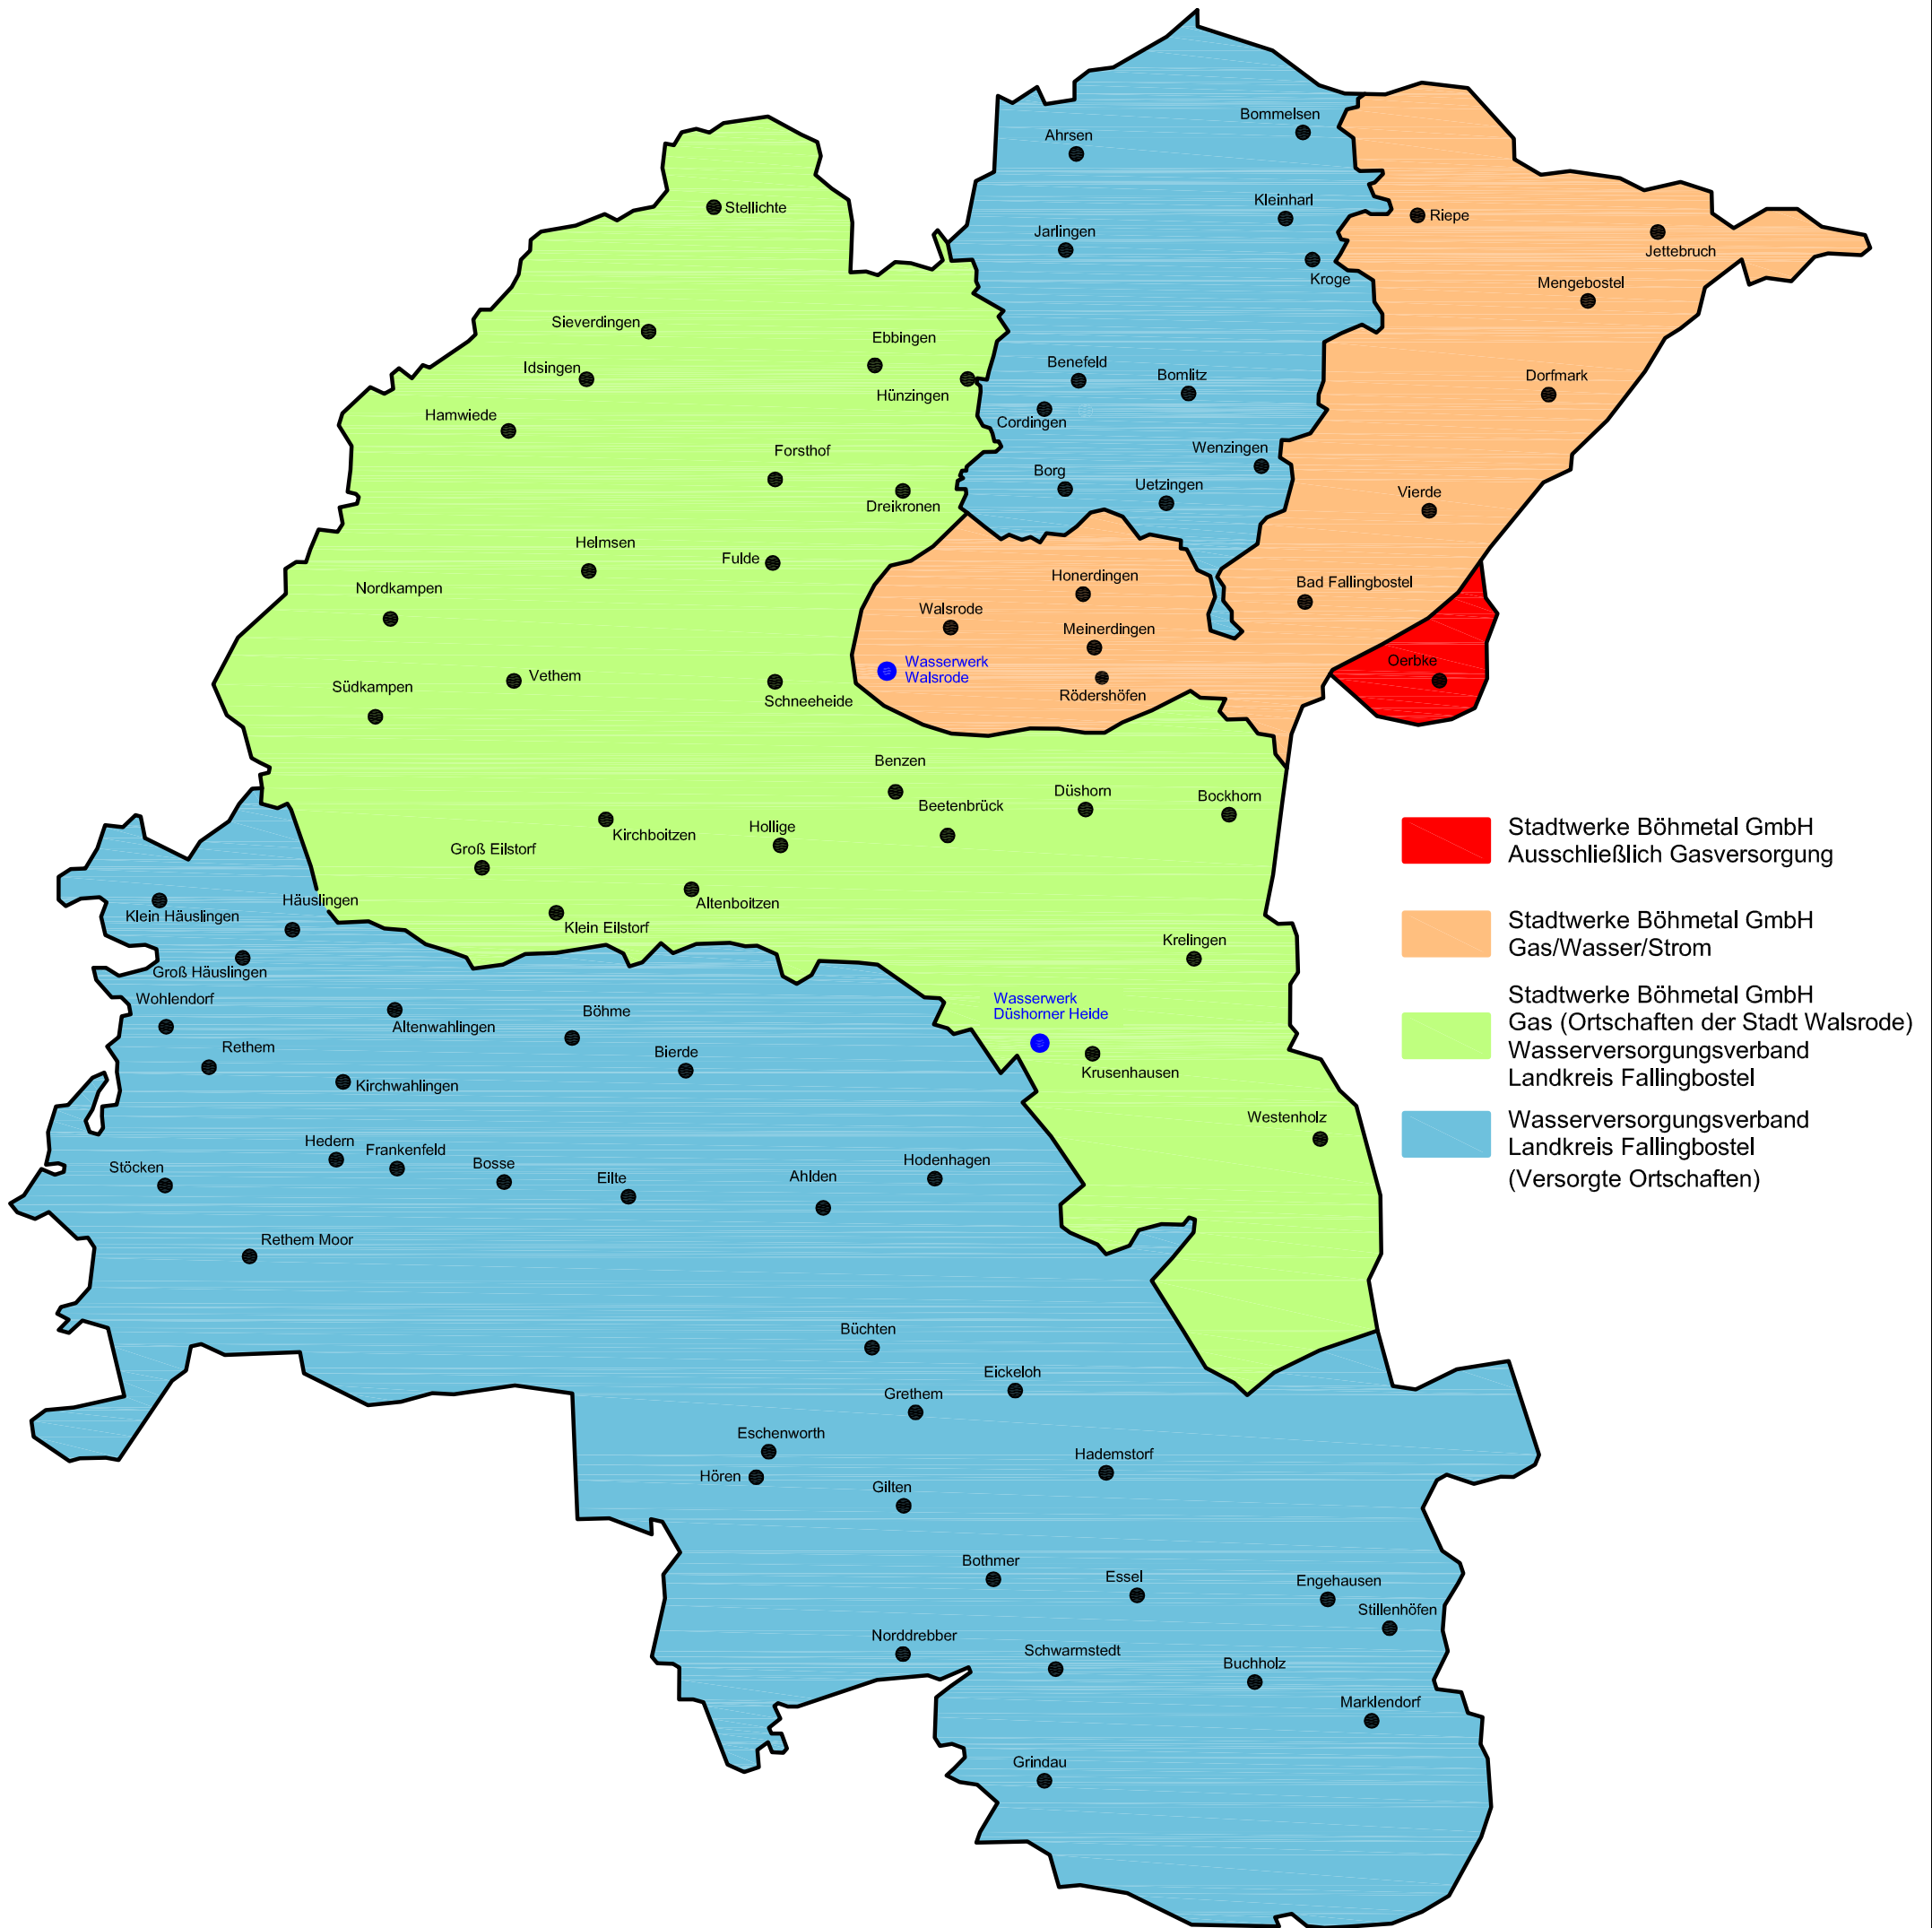 Bommelsen
Ahrsen
Stellichte
Kleinharl
Riepe
Jarlingen
Jettebruch
Kroge
Mengebostel
Sieverdingen
Ebbingen
Idsingen
Benefeld
Bomlitz
Dorfmark
Hünzingen
Hamwiede
Cordingen
Forsthof
Wenzingen
Borg
Uetzingen
Vierde
Dreikronen
Helmsen
Fulde
Honerdingen
Bad Fallingbostel
Nordkampen
Walsrode
Meinerdingen
Wasserwerk
Walsrode
Oerbke
Vethem
Südkampen
Schneeheide
Rödershöfen
Benzen
Düshorn
Bockhorn
Beetenbrück
Kirchboitzen
Hollige
Groß Eilstorf
Altenboitzen
Klein Eilstorf
Häuslingen
Klein Häuslingen
Groß Häuslingen
Krelingen
Wohlendorf
Wasserwerk
Düshorner Heide
Altenwahlingen
Böhme
Rethem
Bierde
Kirchwahlingen
Krusenhausen
Westenholz
Hedern
Frankenfeld
Stöcken
Bosse
Eilte
Ahlden
Hodenhagen
Rethem Moor
Büchten
Eickeloh
Grethem
Eschenworth
Hademstorf
Hören
Gilten
Bothmer
Essel
Engehausen
Stillenhöfen
Norddrebber
Schwarmstedt
Buchholz
Marklendorf
Grindau
Stadtwerke Böhmetal GmbH
Ausschließlich Gasversorgung
Stadtwerke Böhmetal GmbH
Gas/Wasser/Strom
Stadtwerke Böhmetal GmbH
Gas (Ortschaften der Stadt Walsrode)
Wasserversorgungsverband
Landkreis Fallingbostel
Wasserversorgungsverband
Landkreis Fallingbostel
(Versorgte Ortschaften)